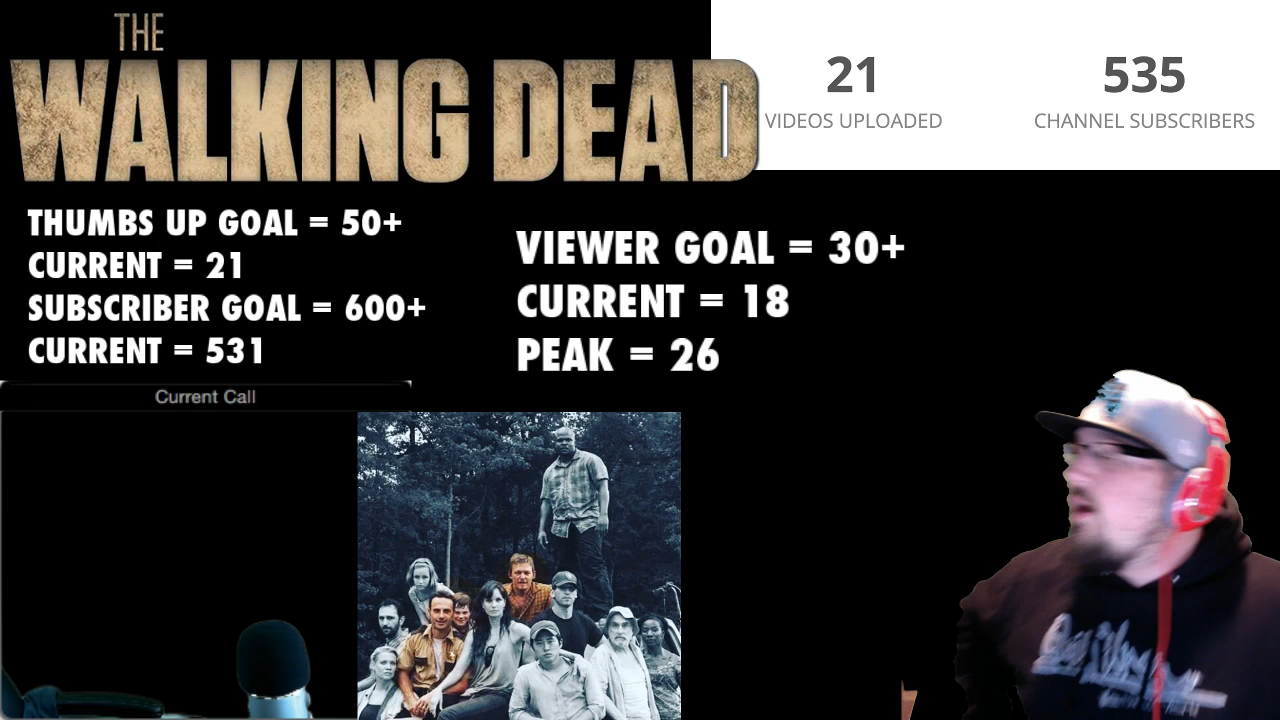 THE
WALKING DEAD
21
VIDEOS UPLOADED
535
CHANNEL SUBSCRIBERS
THUMBS UP GOAL = 50+
CURRENT = 21
SUBSCRIBER GOAL = 600+
CURRENT = 531
VIEWER GOAL = 30+
CURRENT = 18
PEAK = 26
Current Call